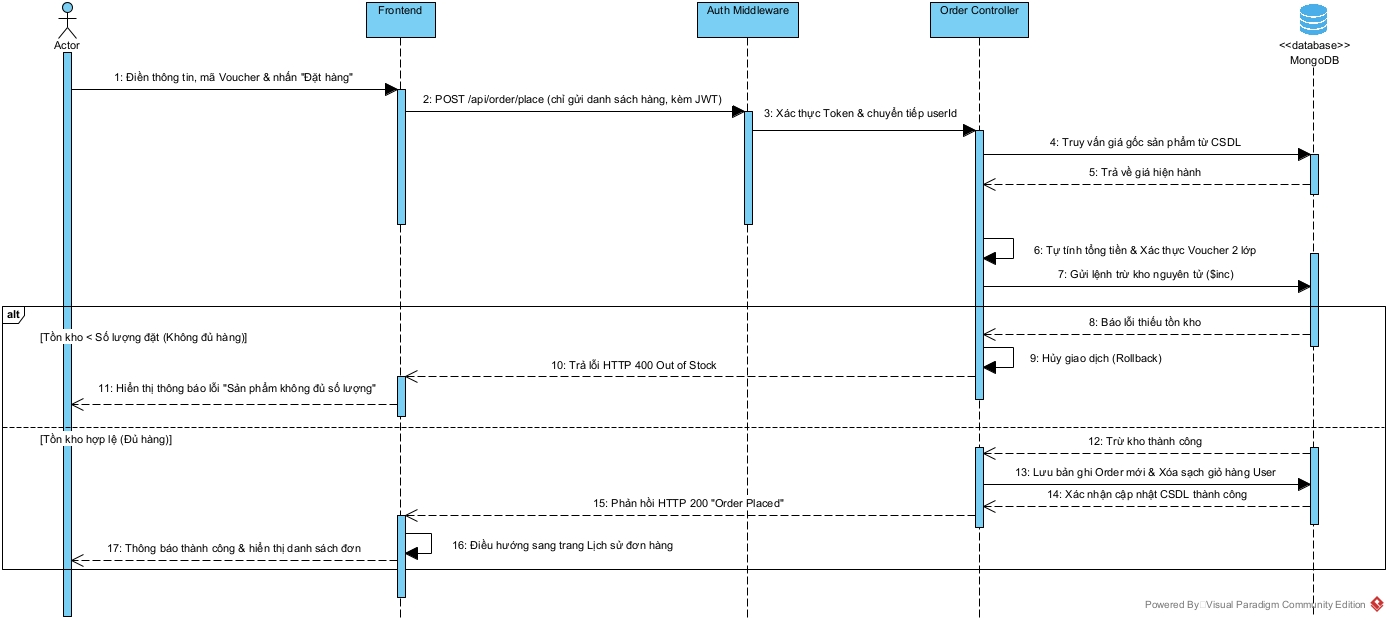 Actor
Frontend
Auth Middleware
Order Controller
<<database>>
MongoDB
1: Điền thông tin, mã Voucher & nhấn "Đặt hàng"
2: POST /api/order/place (chỉ gửi danh sách hàng, kèm JWT)
3: Xác thực Token & chuyển tiếp userId
4: Truy vấn giá gốc sản phẩm từ CSDL
5: Trả về giá hiện hành
6: Tự tính tổng tiền & Xác thực Voucher 2 lớp
7: Gửi lệnh trừ kho nguyên tử ($inc)
alt
[Tồn kho < Số lượng đặt (Không đủ hàng)]
8: Báo lỗi thiếu tồn kho
9: Hủy giao dịch (Rollback)
10: Trả lỗi HTTP 400 Out of Stock
11: Hiển thị thông báo lỗi "Sản phẩm không đủ số lượng"
[Tồn kho hợp lệ (Đủ hàng)]
12: Trừ kho thành công
13: Lưu bản ghi Order mới & Xóa sạch giỏ hàng User
14: Xác nhận cập nhật CSDL thành công
15: Phản hồi HTTP 200 "Order Placed"
16: Điều hướng sang trang Lịch sử đơn hàng
17: Thông báo thành công & hiển thị danh sách đơn
Powered By Visual Paradigm Community Edition